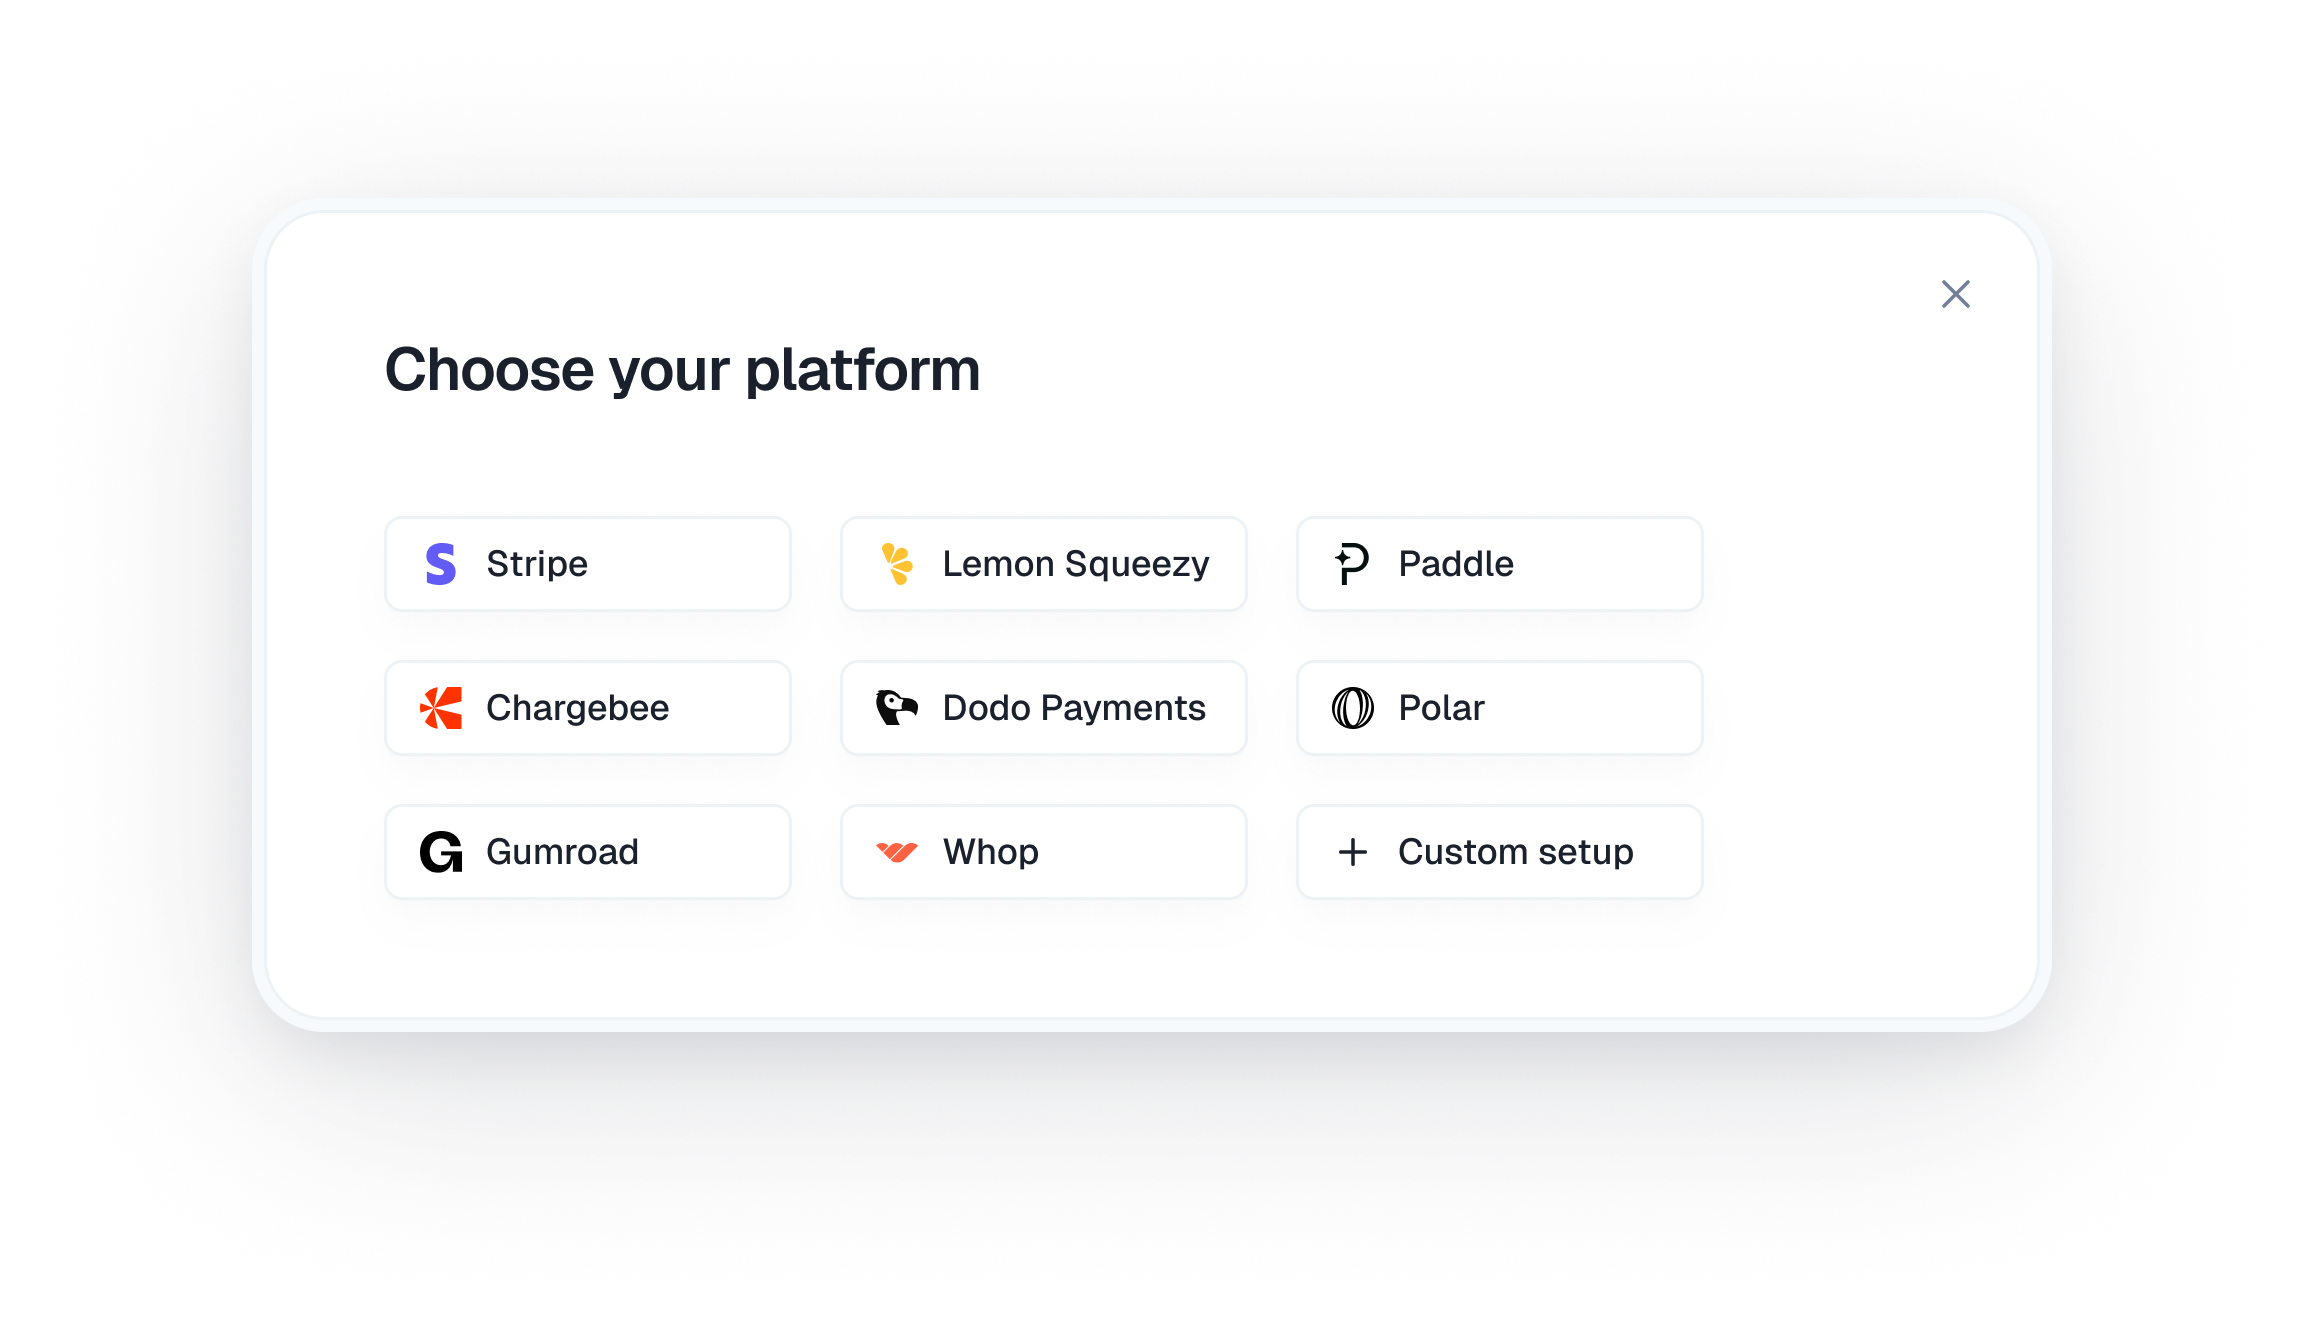 Choose your platform
Stripe
Lemon Squeezy
Paddle
Chargebee
Dodo Payments
Polar
Gumroad
Whop
Custom setup